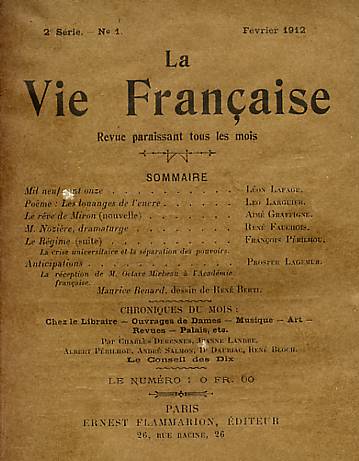 2e Série. — No 1.
Février 1912
La
Vie Française
Revue paraissant tous les mois
SOMMAIRE
Mil neuf cent onze . . . . . . . . . . . Léon Lafage.
Poème : Les louanges de l'encre . . . . . . Leo Larguier.
Le rêve de Miron (nouvelle) . . . . . . . . Aimé Graffigne.
M. Nozière, dramaturge . . . . . . . . . René Fauchois.
Le Régime (suite) . . . . . . . . . . . François Périlhou.
La crise universitaire et la séparation des pouvoirs.
Anticipations . . . . . . . . . . . . . Prosper Lagemur.
La réception de M. Octave Mirbeau à l'Académie
française.
Maurice Renard, dessin de René Berti.
CHRONIQUES DU MOIS :
Chez le Libraire — Ouvrages de Dames — Musique — Art —
Revues — Palais, etc.
Par Charles Derennes, Jeanne Landre,
Albert Périlhou, André Salmon, Dr Dauriac, René Bloch.
Le Conseil des Dix
LE NUMÉRO : 0 FR. 60
PARIS
ERNEST FLAMMARION, ÉDITEUR
26, RUE RACINE, 26